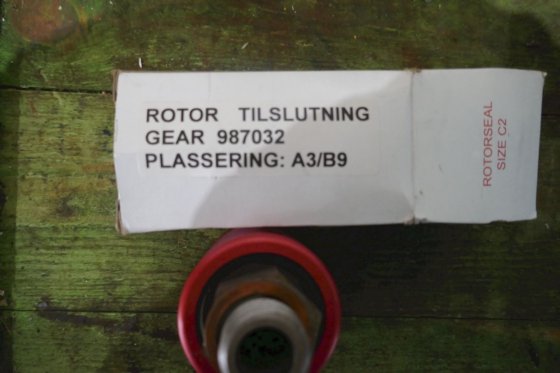 ROTOR TILSLUTNING
GEAR 987032
PLASSERING: A3/B9
ROTORSEAL
SIZE C2